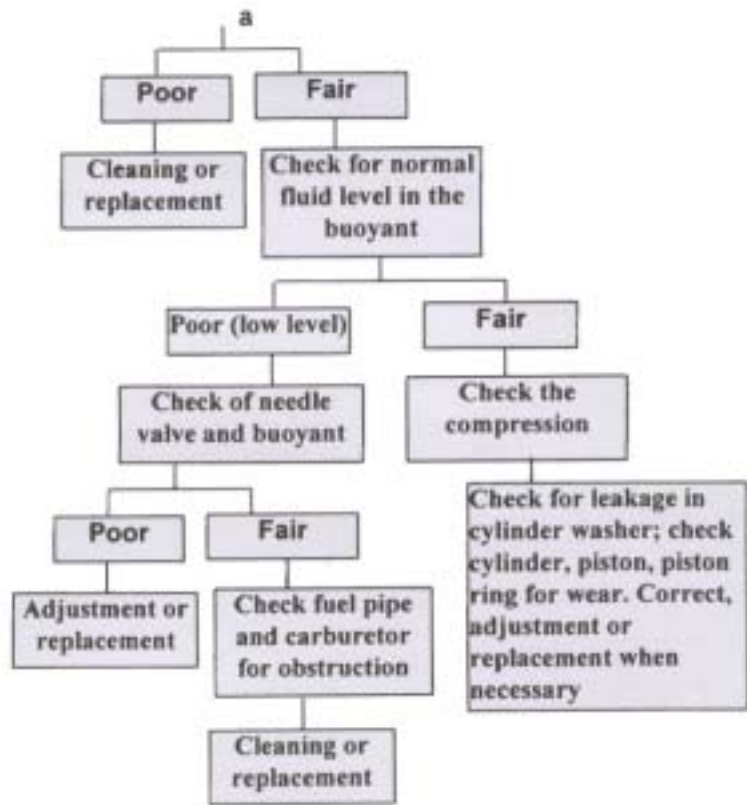 a
Poor
Fair
Cleaning or
replacement
Check for normal
fluid level in the
buoyant
Poor (low level)
Fair
Check of needle
valve and buoyant
Check the
compression
Poor
Fair
Adjustment or
replacement
Check fuel pipe
and carburetor
for obstruction
Check for leakage in
cylinder washer; check
cylinder, piston, piston
ring for wear. Correct,
adjustment or
replacement when
necessary
Cleaning or
replacement